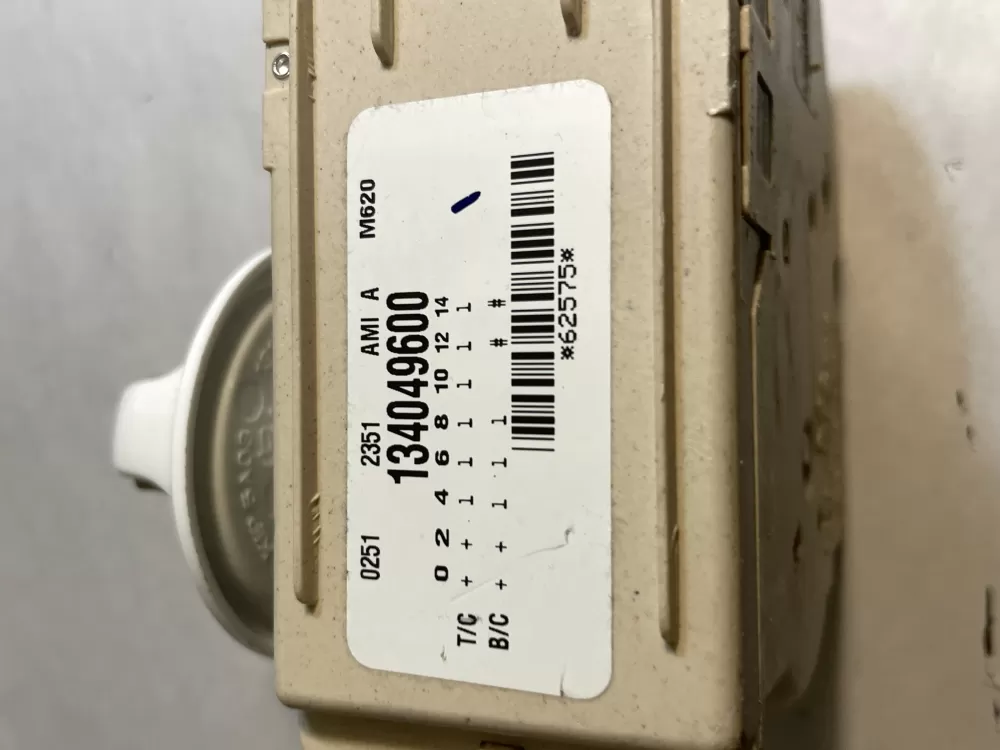 0251 2351 AMI A M620
134049600
0 2 4 6 8 10 12 14
T/C + + 1 1 1 1 1 1
B/C + + 1 1 1 # #
*62575*